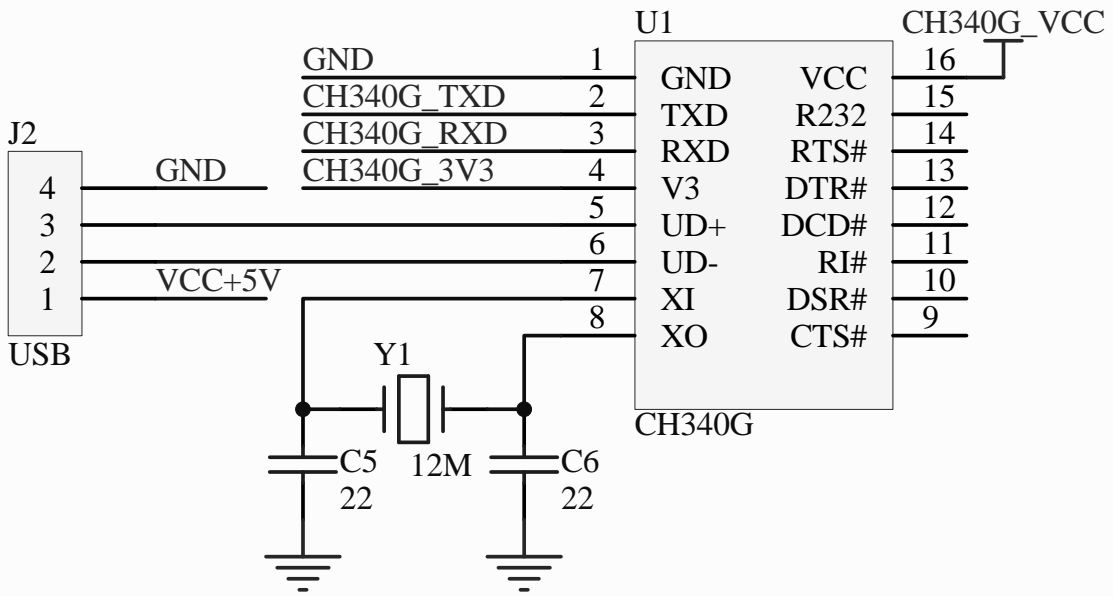 U1
CH340G_VCC
GND 1 GND VCC 16
CH340G_TXD 2 TXD R232 15
CH340G_RXD 3 RXD RTS# 14
J2
CH340G_3V3 4 V3 DTR# 13
4 GND
3 5 UD+ DCD# 12
2 6 UD- RI# 11
1 VCC+5V 7 XI DSR# 10
8 XO CTS# 9
USB
Y1
CH340G
C5 12M C6
22 22